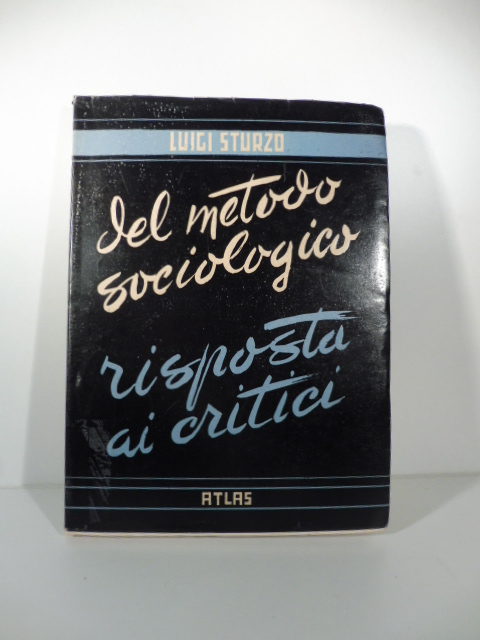 LUIGI STURZO
del metodo
sociologico
risposta
ai critici
ATLAS